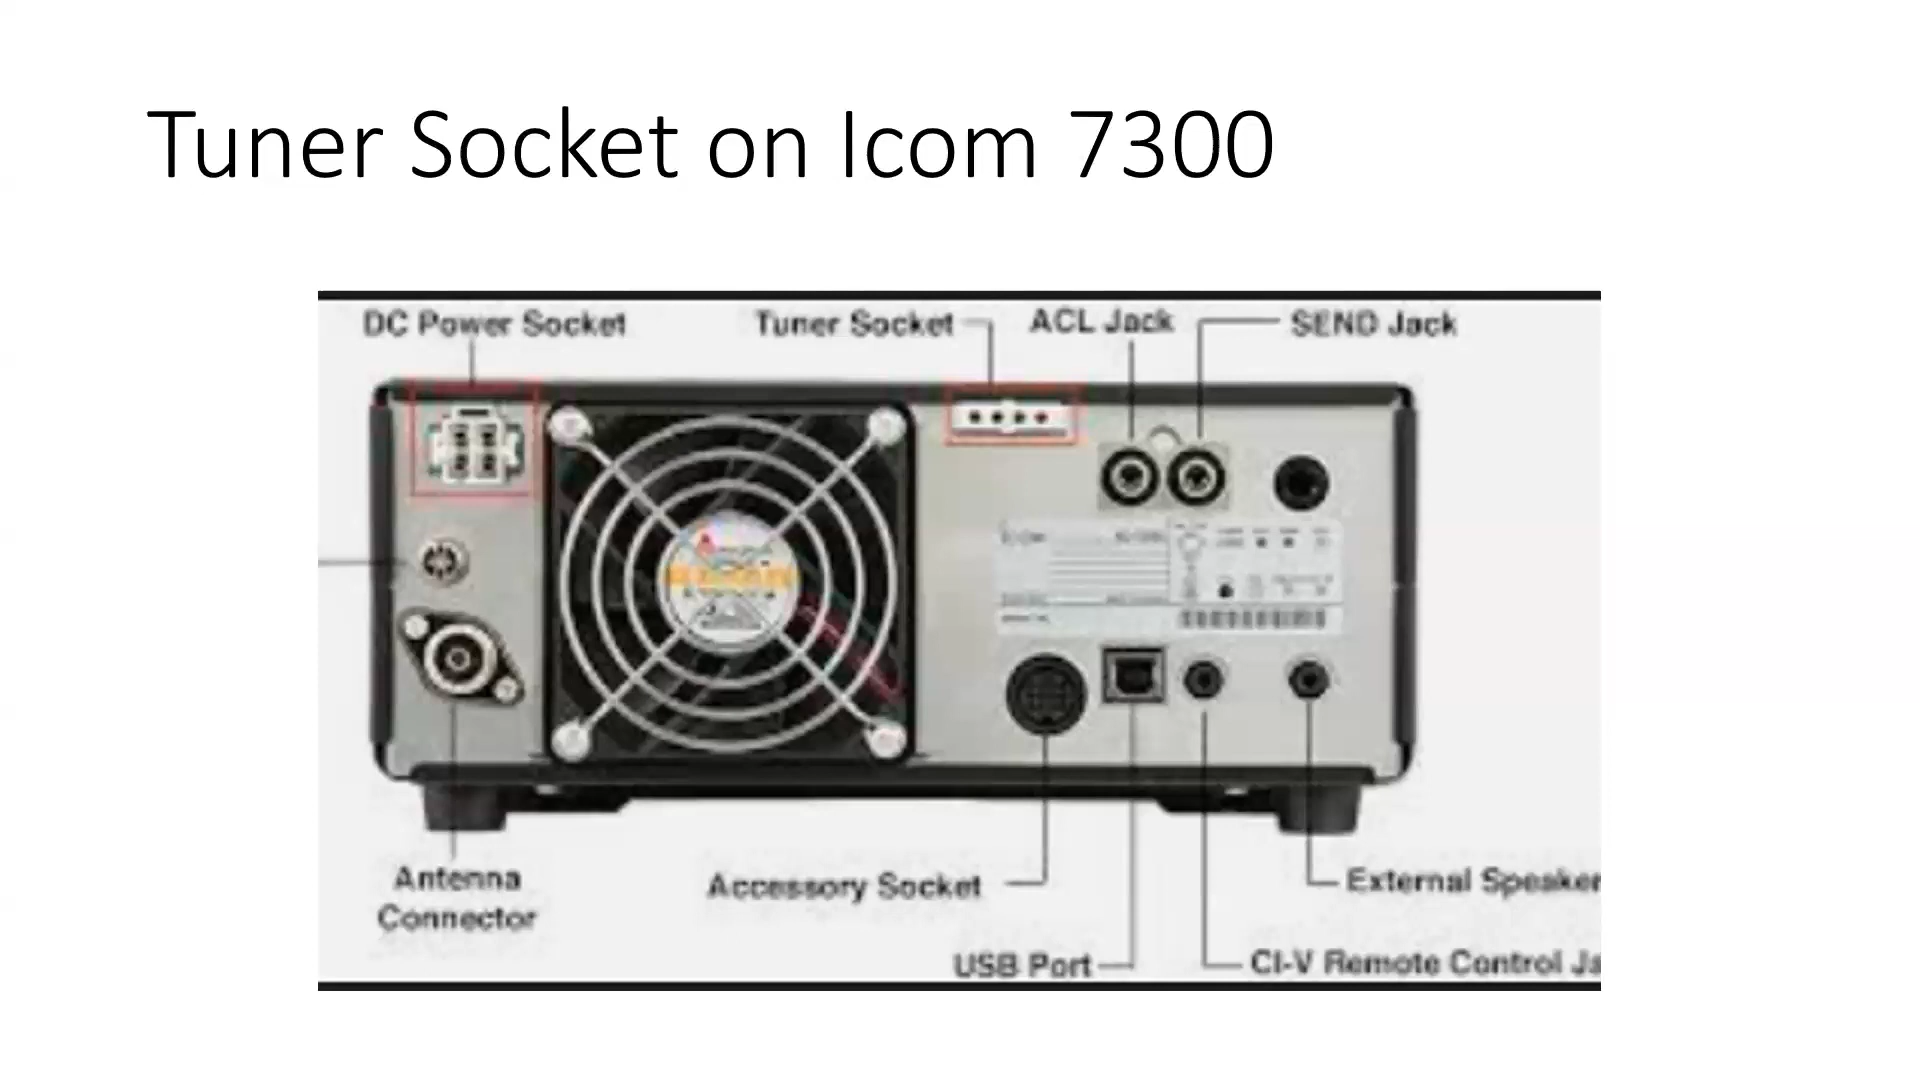 Tuner Socket on Icom 7300
DC Power Socket
Tuner Socket
ACL Jack
SEND Jack
Antenna
Connector
Accessory Socket
External Speaker
USB Port
CI-V Remote Control Ja